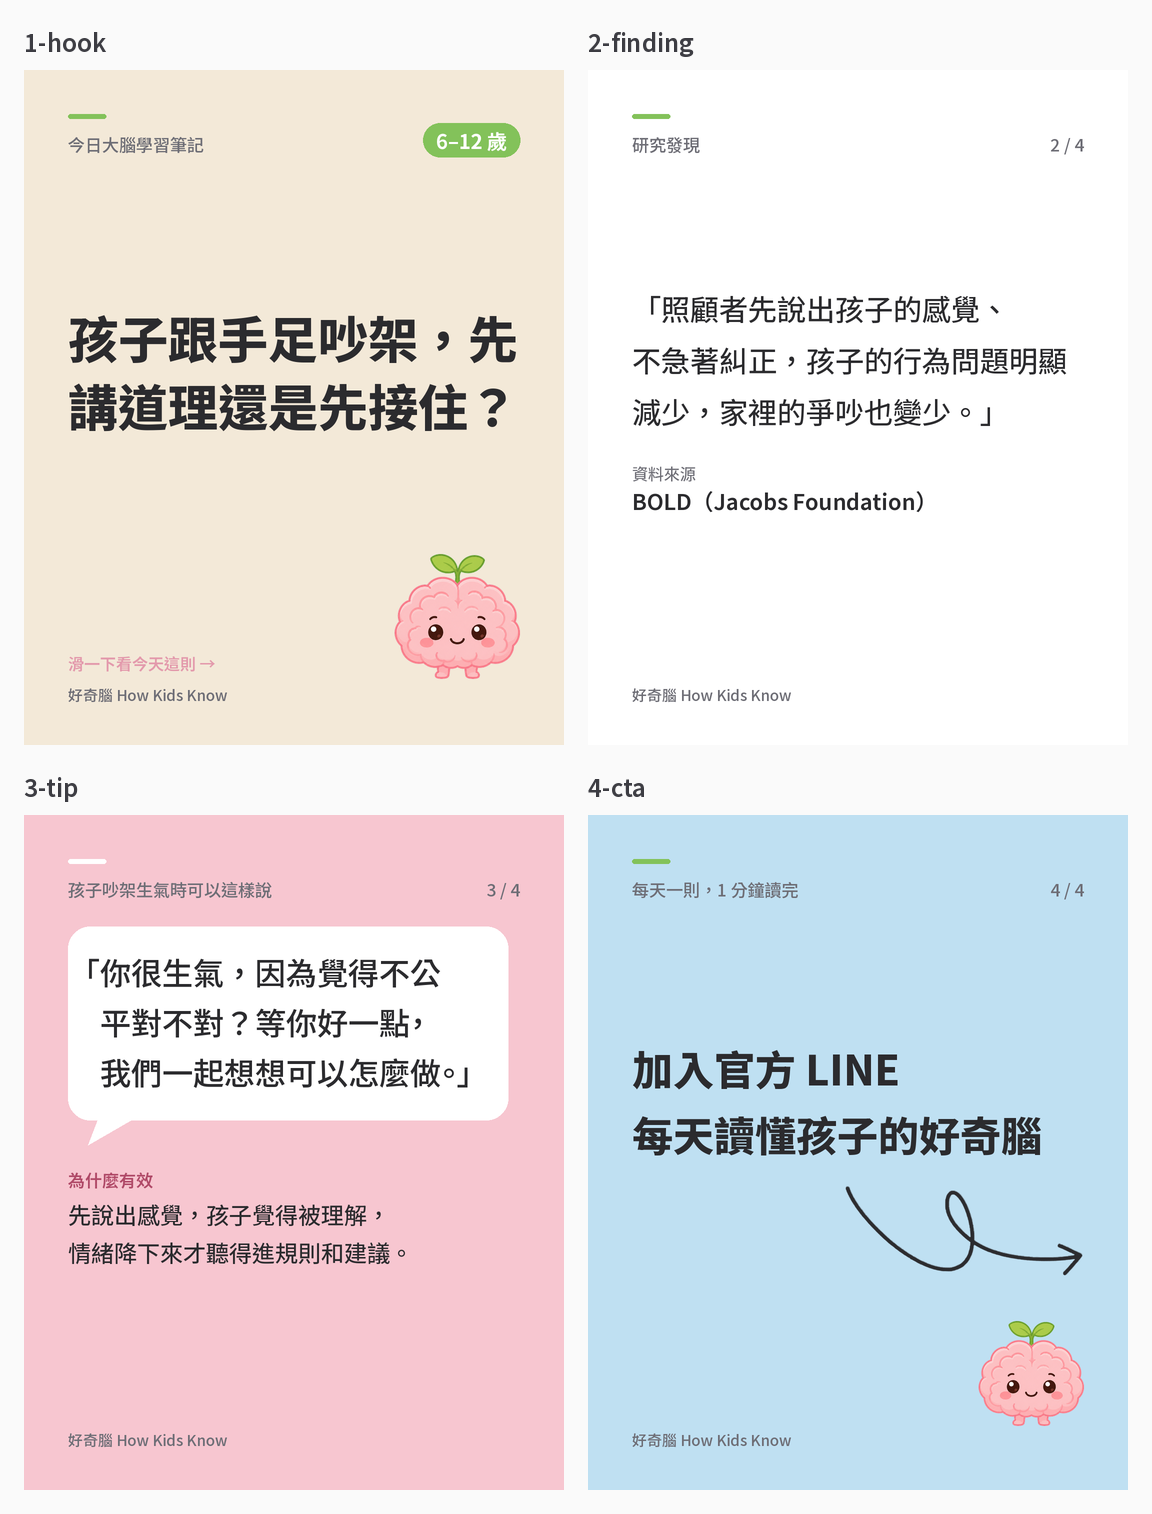 1-hook
今日大腦學習筆記
6–12 歲
孩子跟手足吵架，先
講道理還是先接住？
滑一下看今天這則 →
好奇腦 How Kids Know
2-finding
研究發現
2 / 4
「照顧者先說出孩子的感覺、
不急著糾正，孩子的行為問題明顯
減少，家裡的爭吵也變少。」
資料來源
BOLD（Jacobs Foundation）
好奇腦 How Kids Know
3-tip
孩子吵架生氣時可以這樣說
3 / 4
「你很生氣，因為覺得不公
平對不對？等你好一點，
我們一起想想可以怎麼做。」
為什麼有效
先說出感覺，孩子覺得被理解，
情緒降下來才聽得進規則和建議。
好奇腦 How Kids Know
4-cta
每天一則，1 分鐘讀完
4 / 4
加入官方 LINE
每天讀懂孩子的好奇腦
好奇腦 How Kids Know